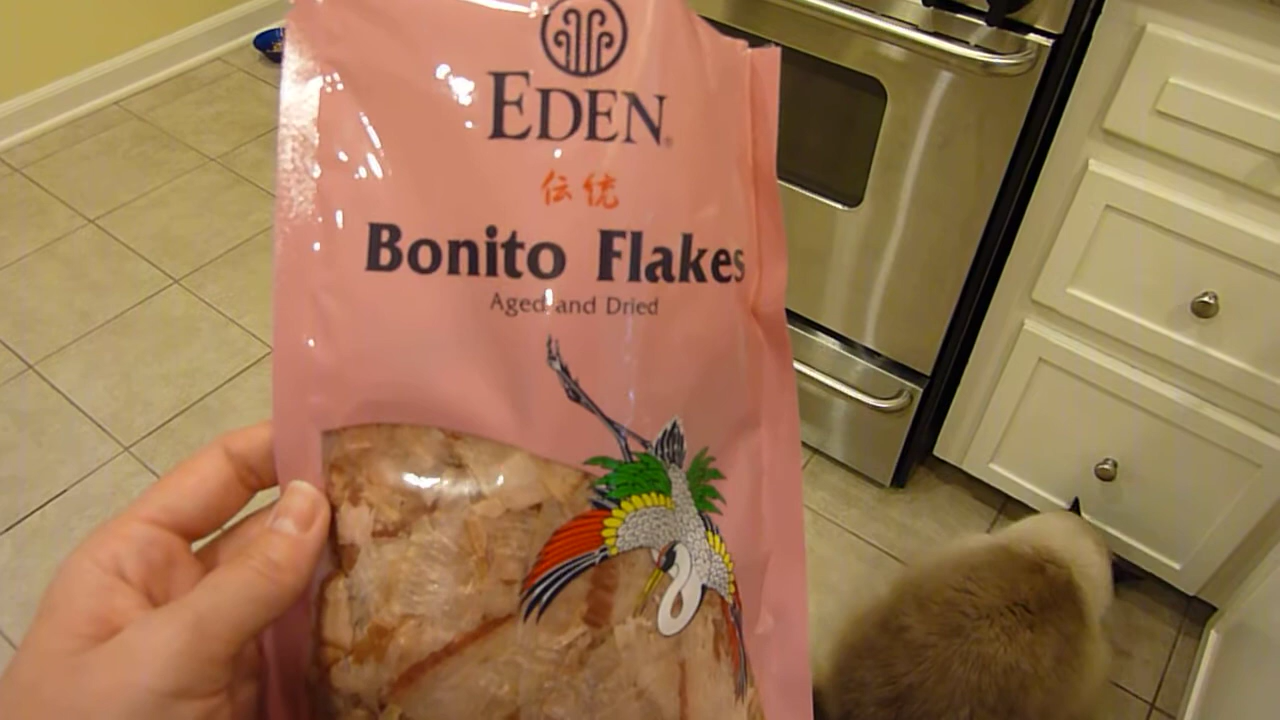 EDEN®
伝統
Bonito Flakes
Aged and Dried